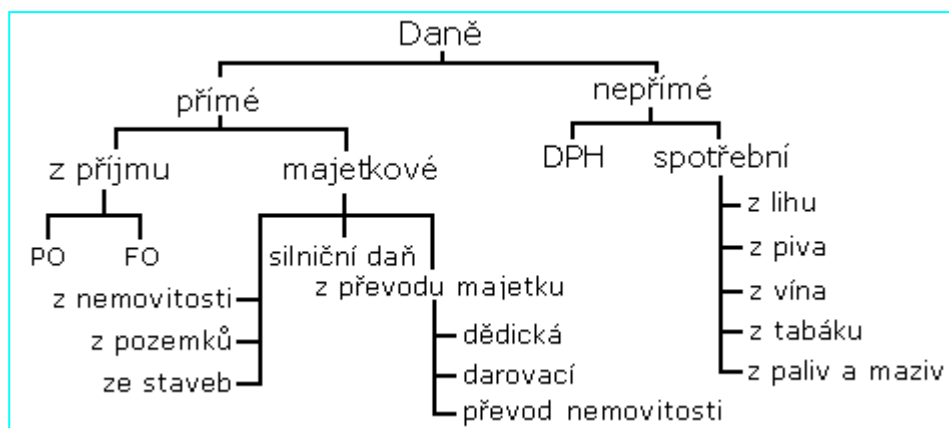 Daně
přímé
nepřímé
z příjmu
majetkové
DPH
spotřební
PO
FO
silniční daň
z nemovitosti
z pozemků
ze staveb
z převodu majetku
dědická
darovací
převod nemovitosti
z lihu
z piva
z vína
z tabáku
z paliv a maziv